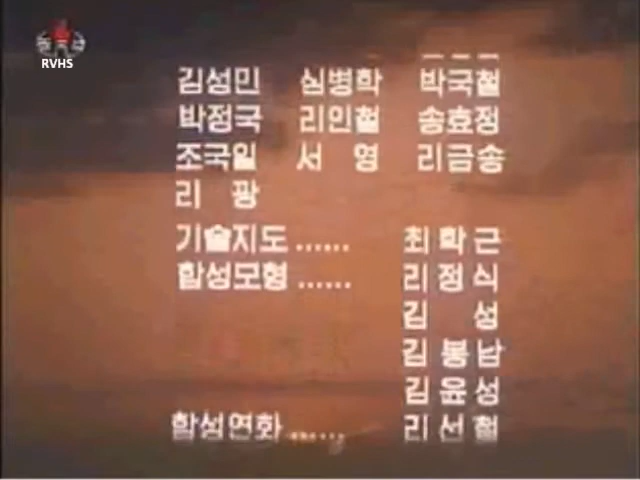 RVHS
김성민 심병학 박국철
박정국 리인철 송효정
조국일 서 영 리금송
리 광
기술지도...... 최학근
합성모형...... 리정식
김 성
김봉남
김윤성
합성연화...... 리선철